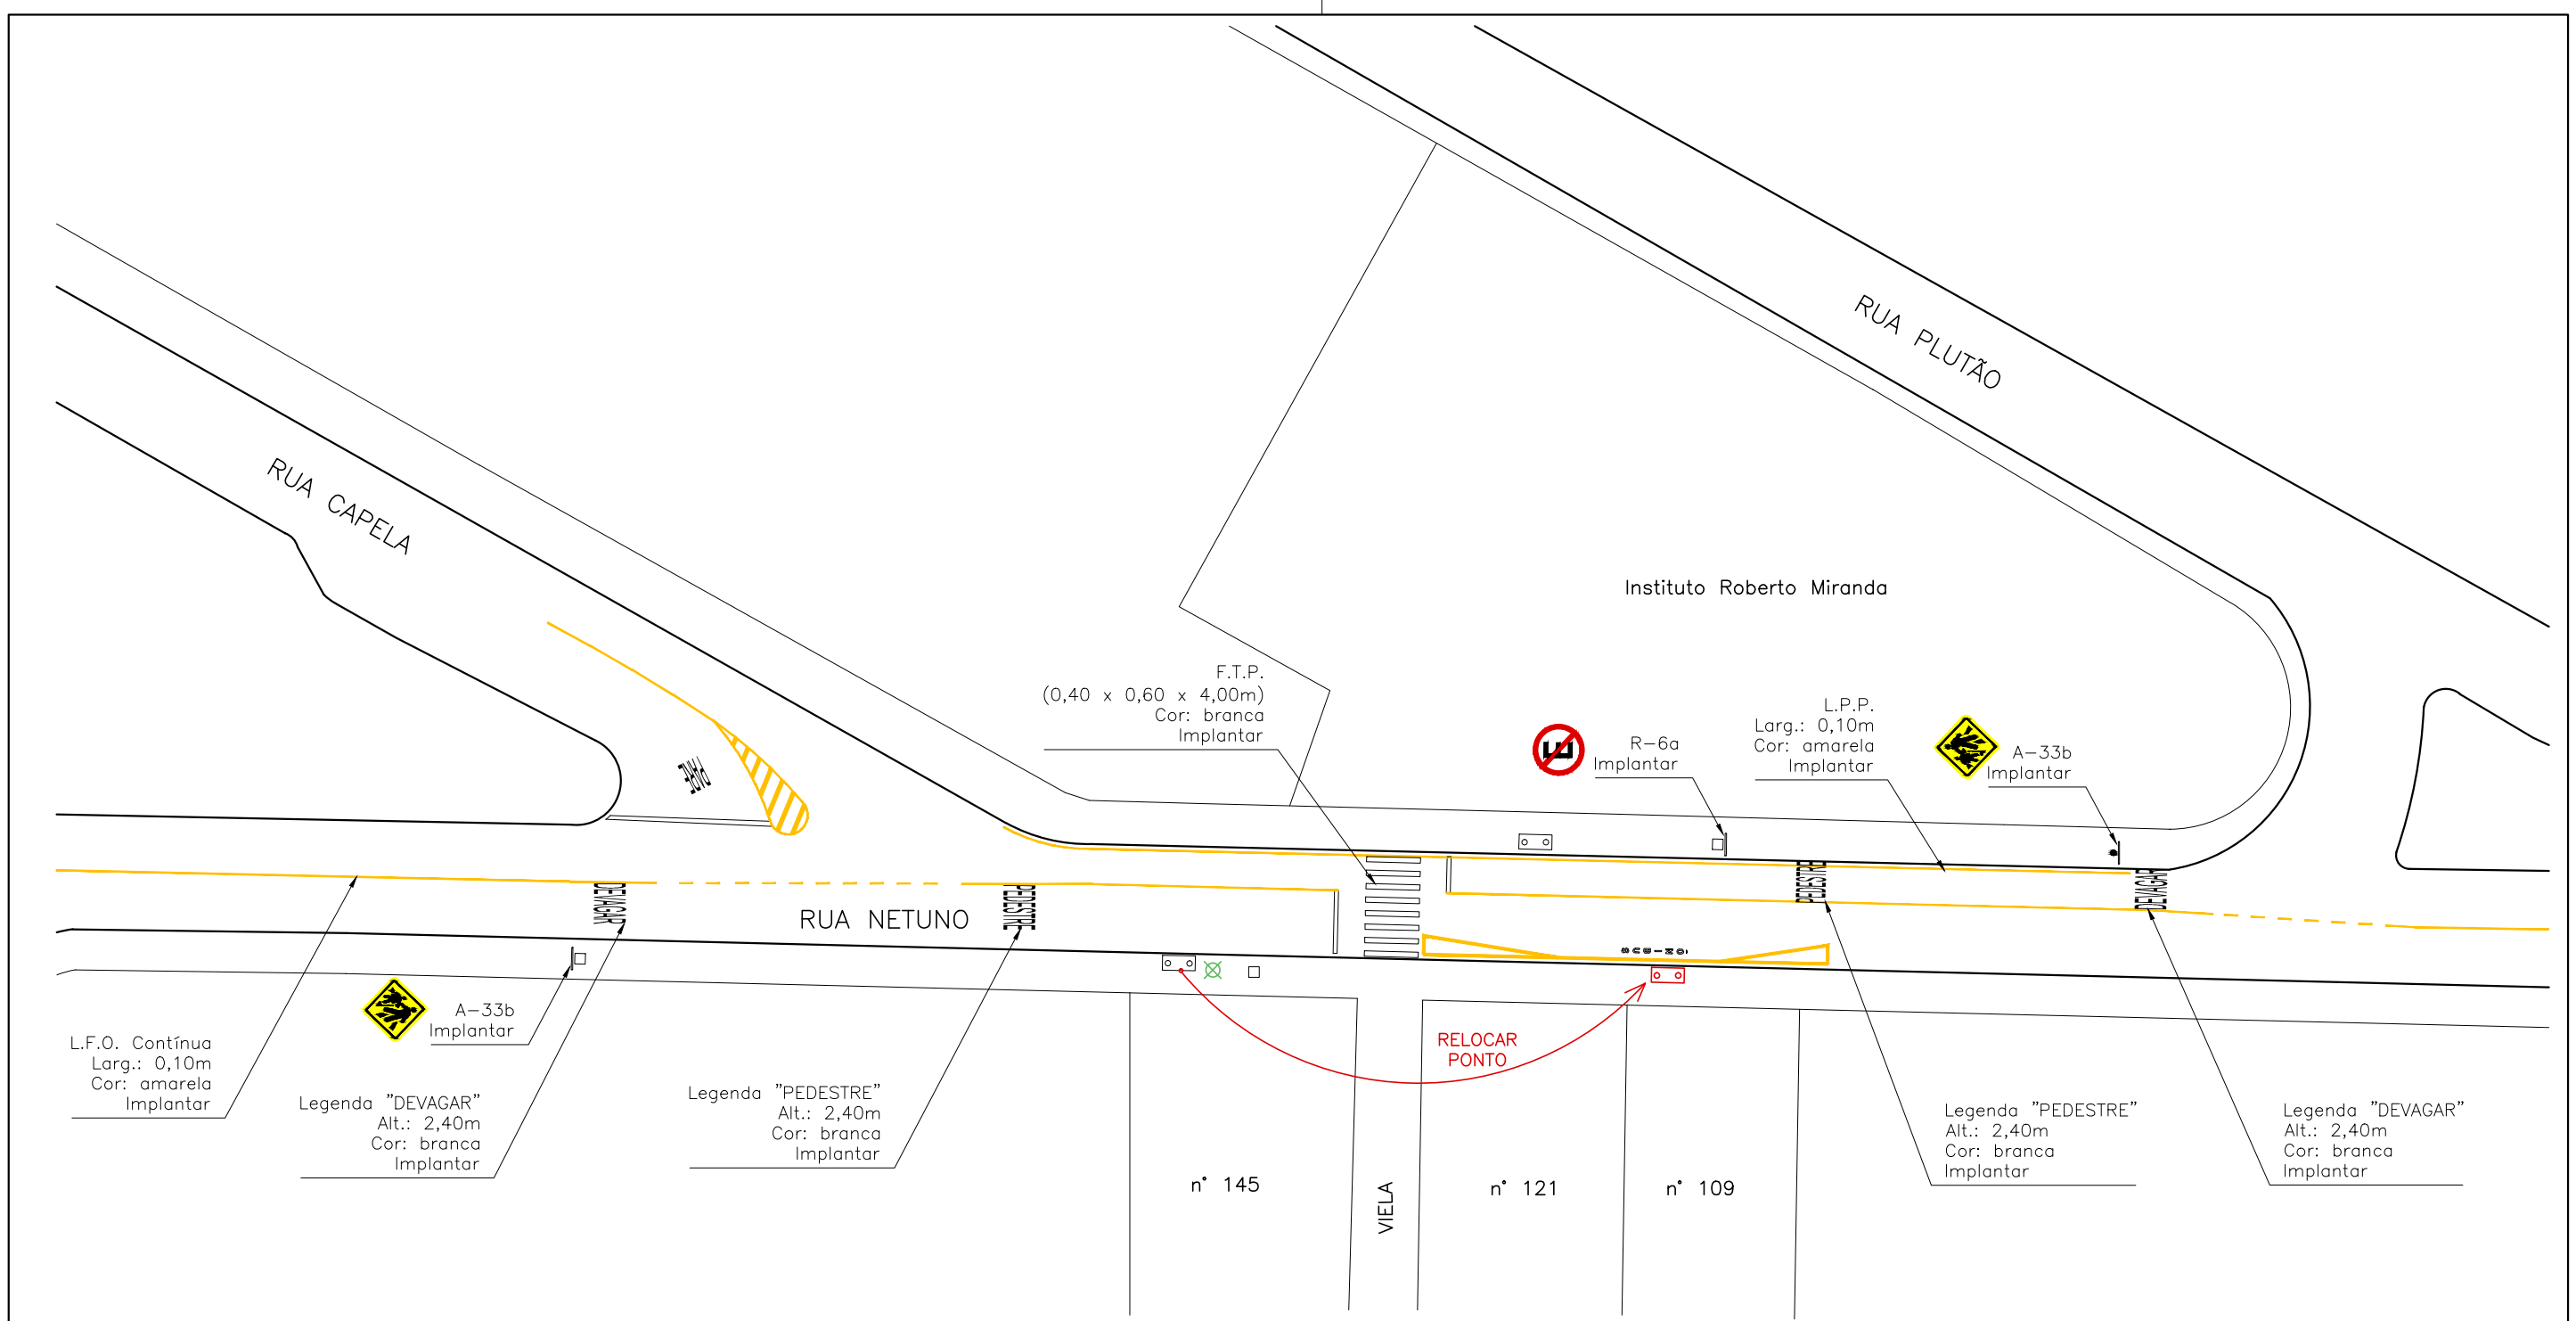 RUA PLUTÃO
RUA CAPELA
Instituto Roberto Miranda
F.T.P.
(0,40 x 0,60 x 4,00m)
Cor: branca
Implantar
E
R-6a
Implantar
L.P.P.
Larg.: 0,10m
Cor: amarela
Implantar
A-33b
Implantar
PARE
DEVAGAR
PEDESTRE
RUA NETUNO
PEDESTRE
DEVAGAR
ÔNIBUS
A-33b
Implantar
L.F.O. Contínua
Larg.: 0,10m
Cor: amarela
Implantar
Legenda "DEVAGAR"
Alt.: 2,40m
Cor: branca
Implantar
Legenda "PEDESTRE"
Alt.: 2,40m
Cor: branca
Implantar
RELOCAR
PONTO
Legenda "PEDESTRE"
Alt.: 2,40m
Cor: branca
Implantar
Legenda "DEVAGAR"
Alt.: 2,40m
Cor: branca
Implantar
n° 145
VIELA
n° 121
n° 109